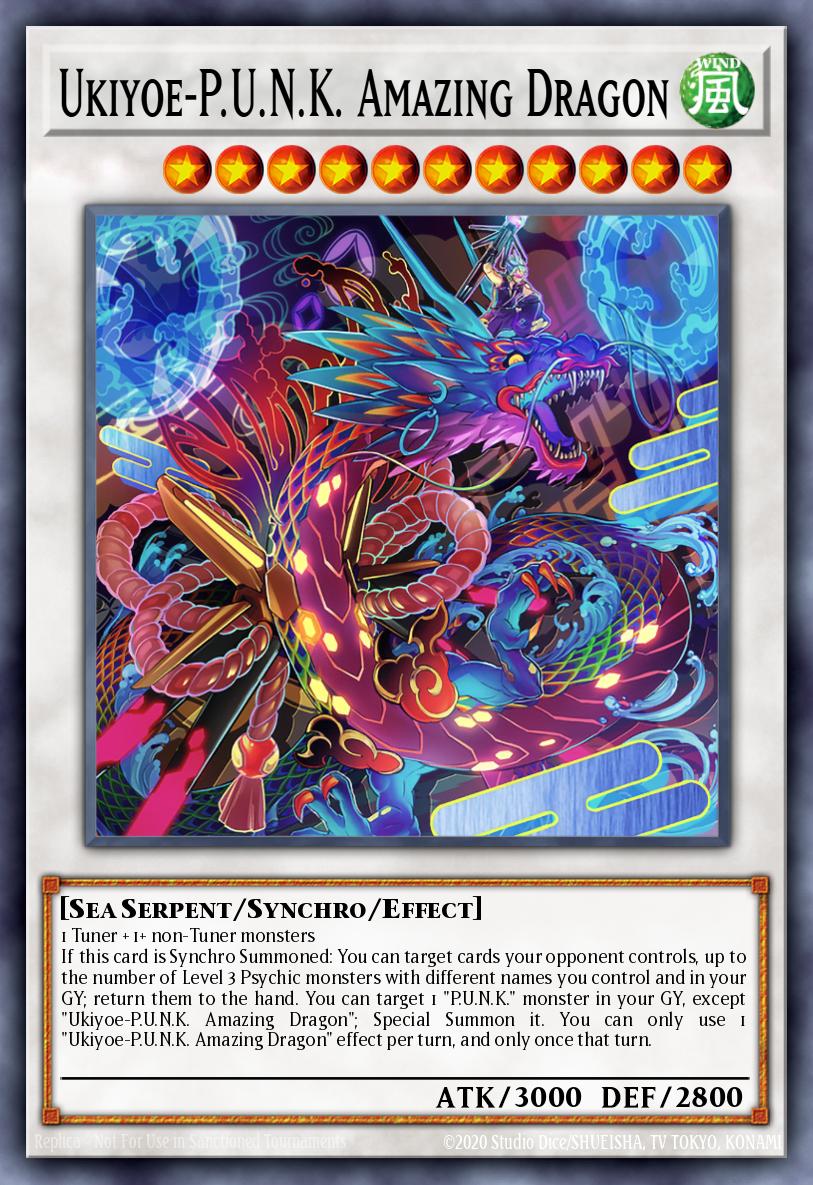 Ukiyoe-P.U.N.K. Amazing Dragon
WIND
風
[Sea Serpent/Synchro/Effect]
1 Tuner + 1+ non-Tuner monsters
If this card is Synchro Summoned: You can target cards your opponent controls, up to
the number of Level 3 Psychic monsters with different names you control and in your
GY; return them to the hand. You can target 1 "P.U.N.K." monster in your GY, except
"Ukiyoe-P.U.N.K. Amazing Dragon"; Special Summon it. You can only use 1
"Ukiyoe-P.U.N.K. Amazing Dragon" effect per turn, and only once that turn.
ATK/3000 DEF/2800
Replica - Not For Use in Sanctioned Tournaments
©2020 Studio Dice/SHUEISHA, TV TOKYO, KONAMI